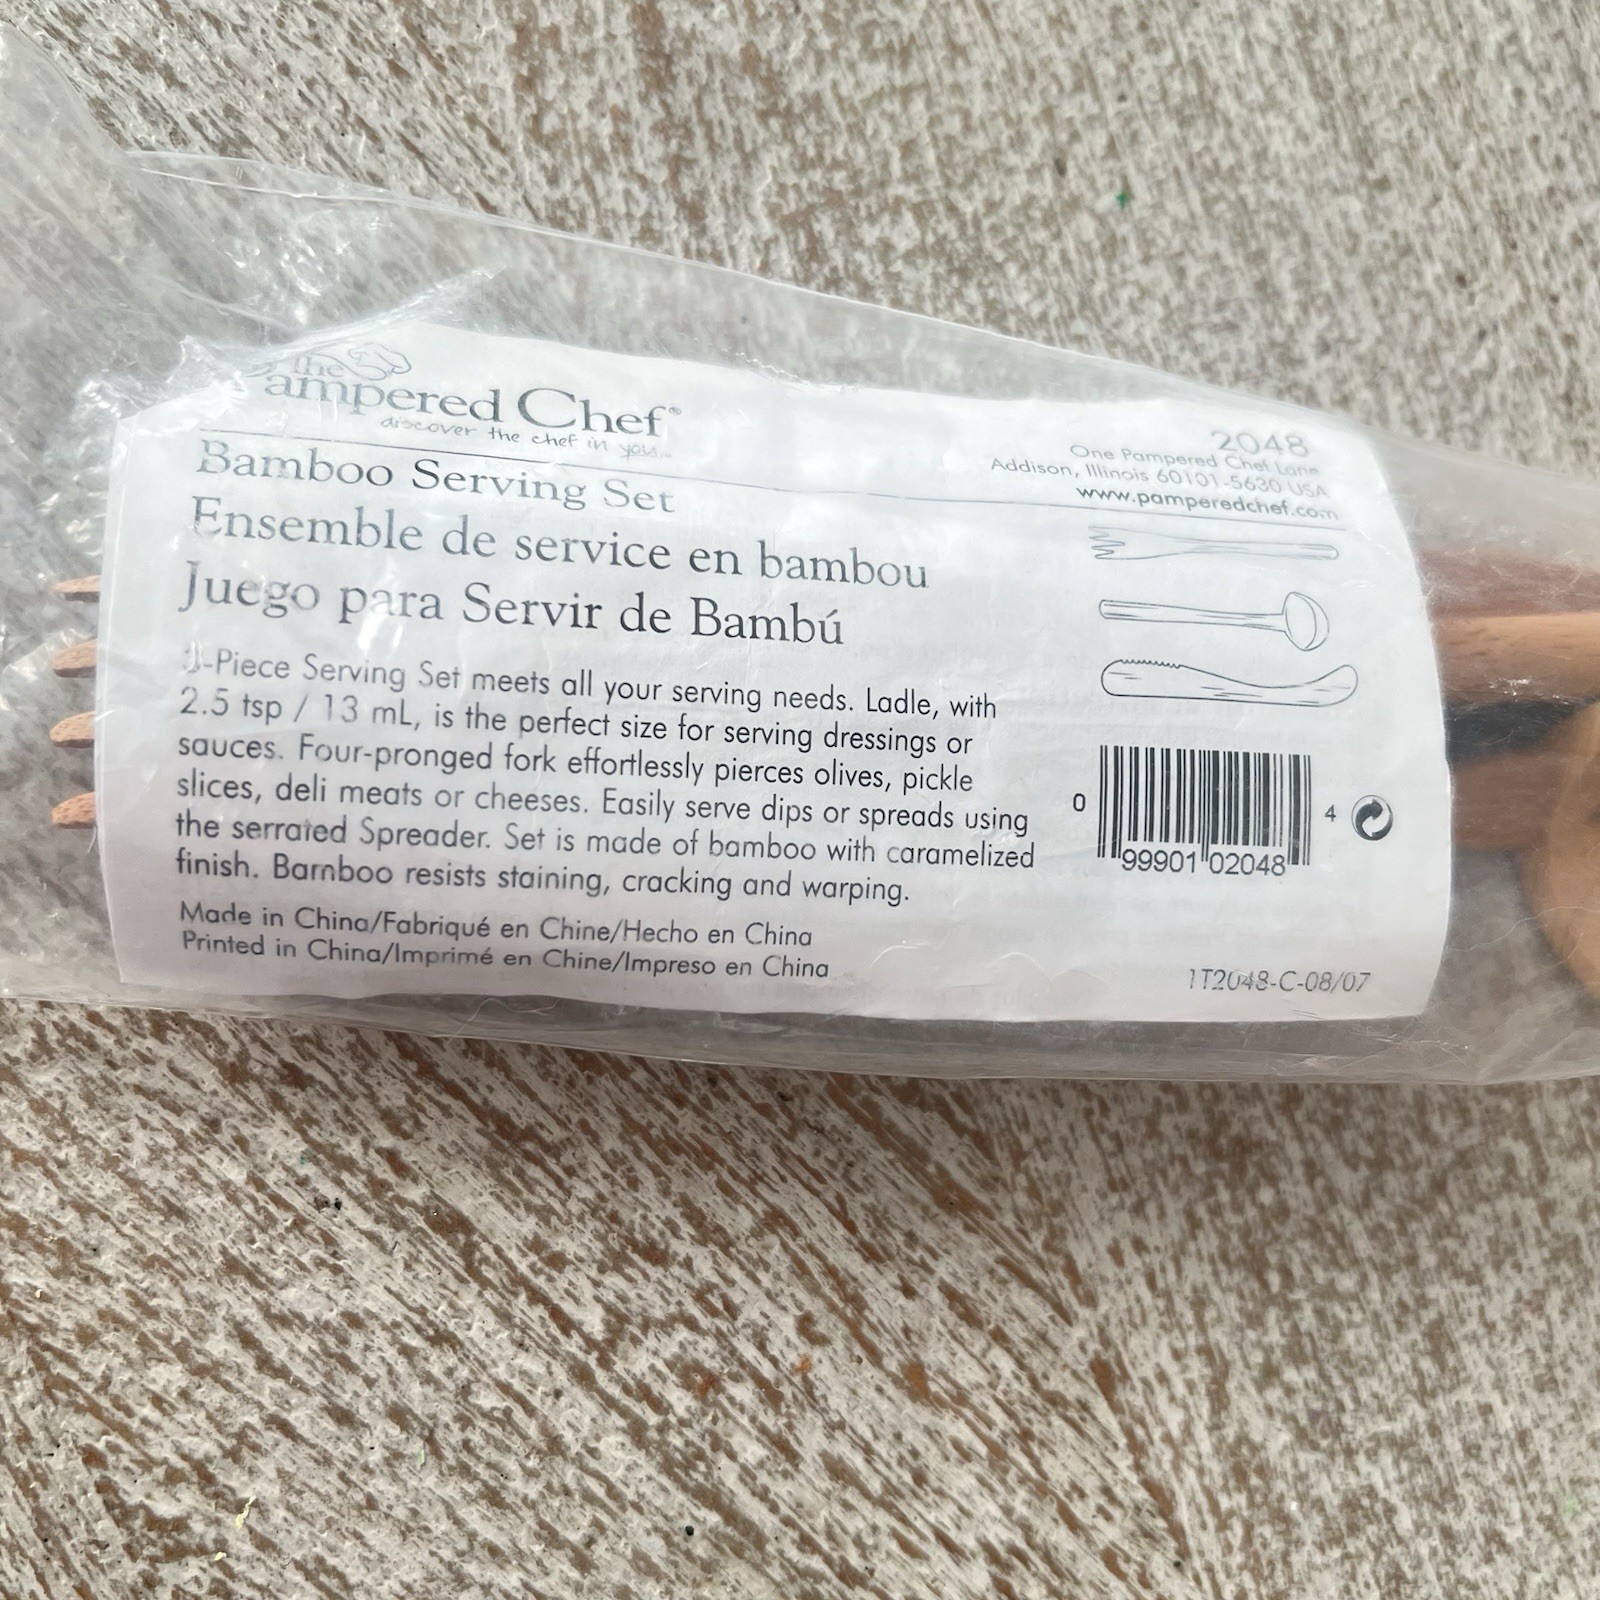 the
ampered Chef®
discover the chef in you...
2048
One Pampered Chef Lane
Addison, Illinois 60101-5630 USA
www.pamperedchef.com
Bamboo Serving Set
Ensemble de service en bambou
Juego para Servir de Bambú
3-Piece Serving Set meets all your serving needs. Ladle, with
2.5 tsp / 13 mL, is the perfect size for serving dressings or
sauces. Four-pronged fork effortlessly pierces olives, pickle
slices, deli meats or cheeses. Easily serve dips or spreads using
the serrated Spreader. Set is made of bamboo with caramelized
finish. Bamboo resists staining, cracking and warping.
Made in China/Fabriqué en Chine/Hecho en China
Printed in China/Imprimé en Chine/Impreso en China
0 99901 02048 4
1T2048-C-08/07